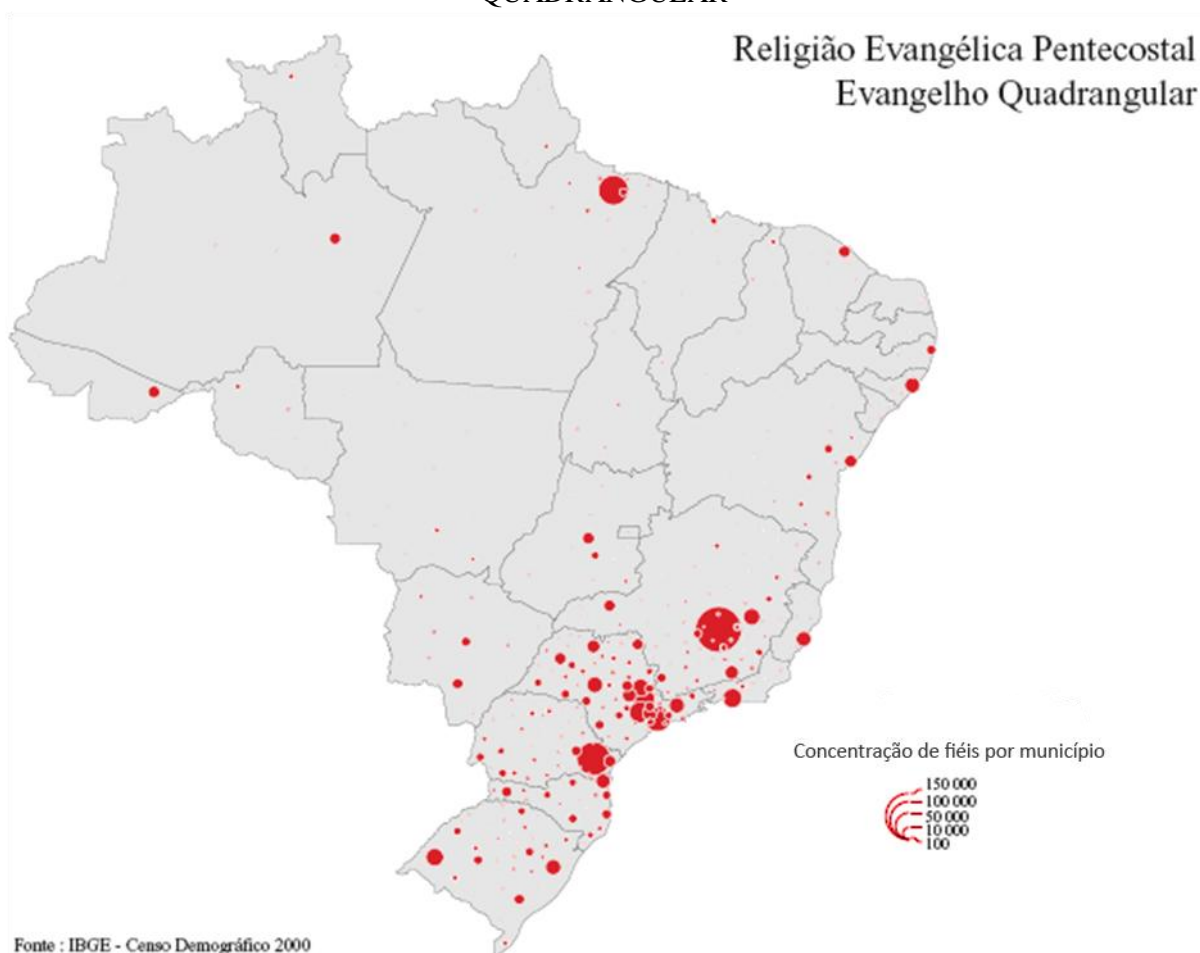 QUADRANGULAR
Religião Evangélica Pentecostal
Evangelho Quadrangular
Concentração de fiéis por município
150 000
100 000
50 000
10 000
100
Fonte : IBGE - Censo Demográfico 2000